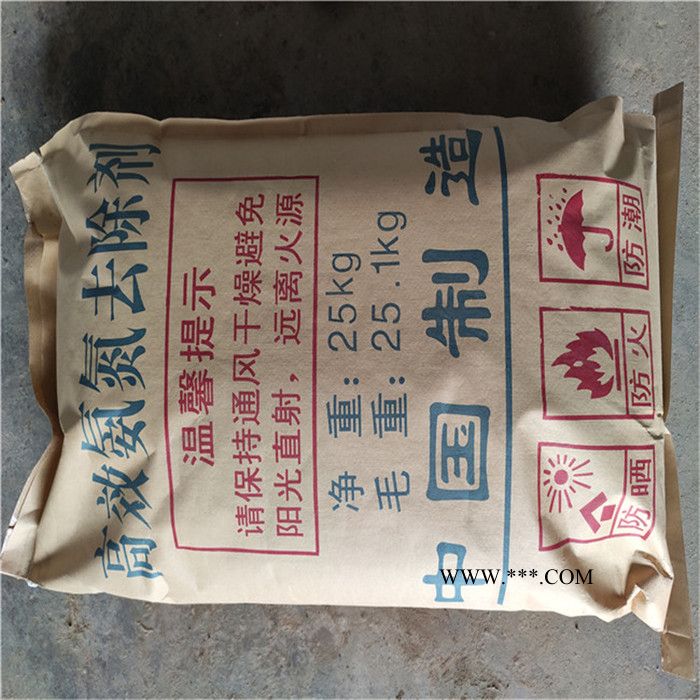 高效氨氮去除剂
温馨提示
请保持通风干燥避免
阳光直射，远离火源
净 重: 25kg
毛 重: 25.1kg
中国制造
防晒
防火
防潮
WWW.***.COM